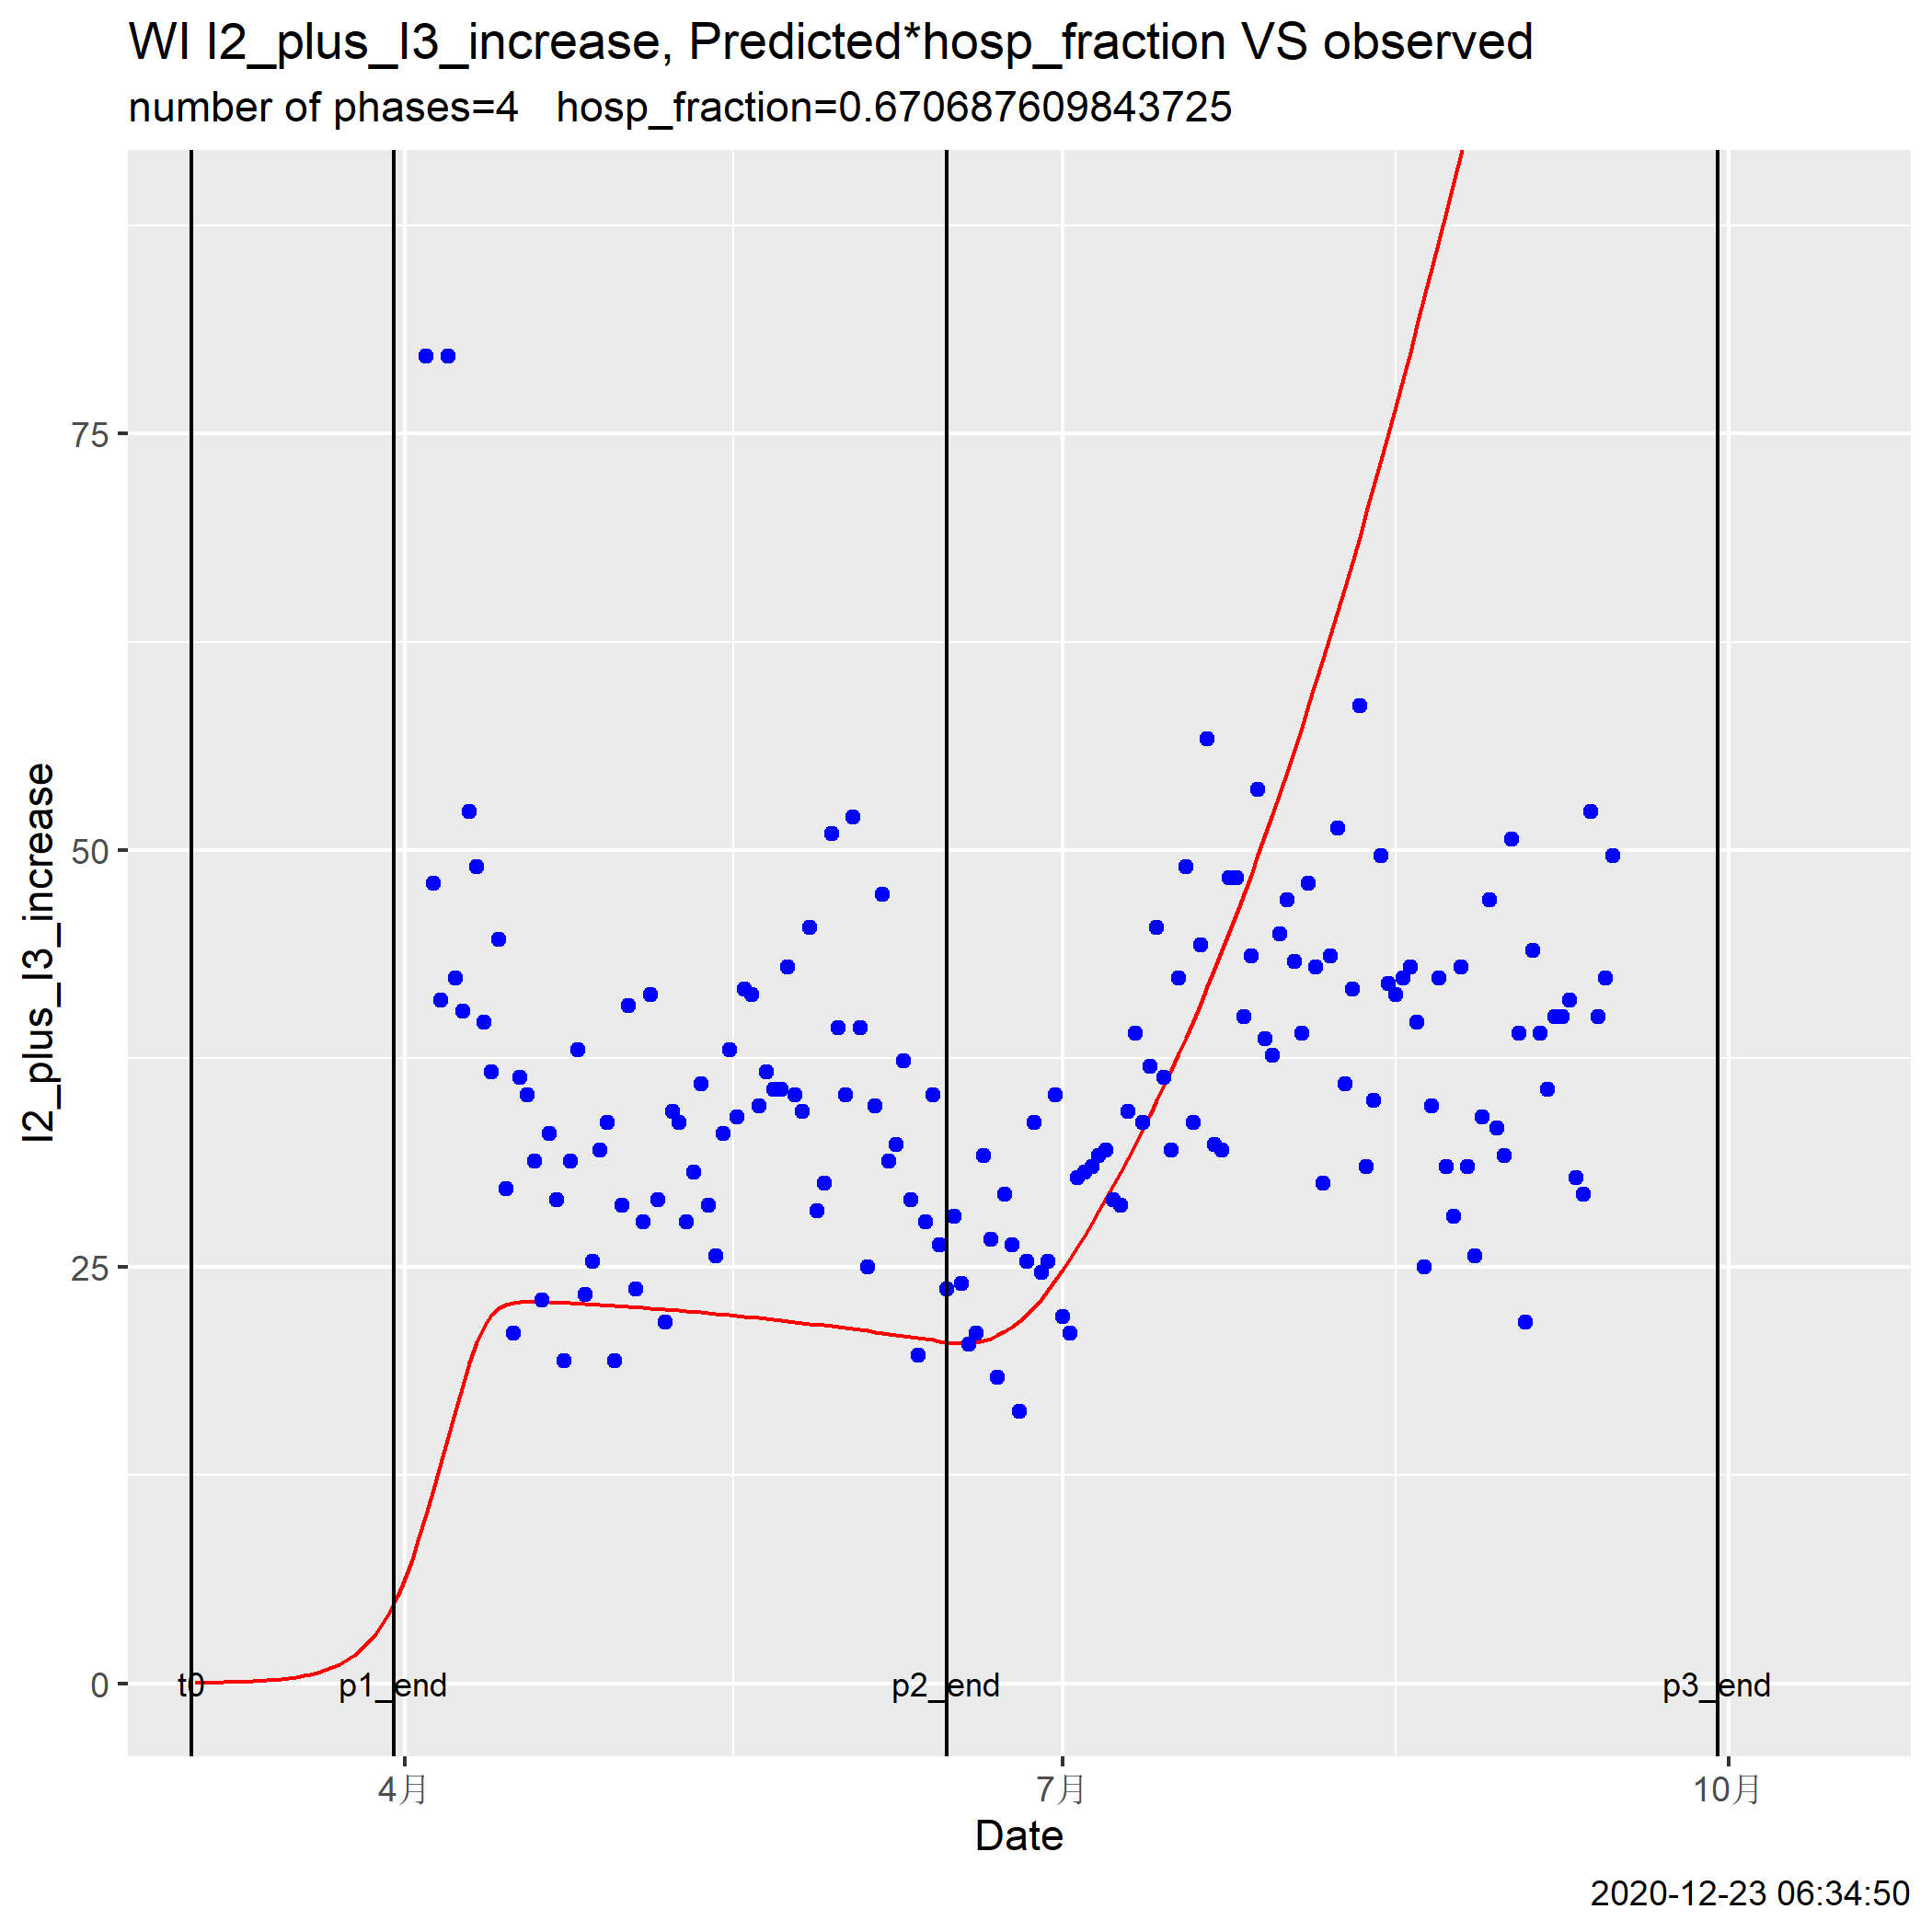 WI I2_plus_I3_increase, Predicted*hosp_fraction VS observed
number of phases=4 hosp_fraction=0.670687609843725
I2_plus_I3_increase
75
50
25
0
t0
p1_end
p2_end
p3_end
4月
7月
10月
Date
2020-12-23 06:34:50